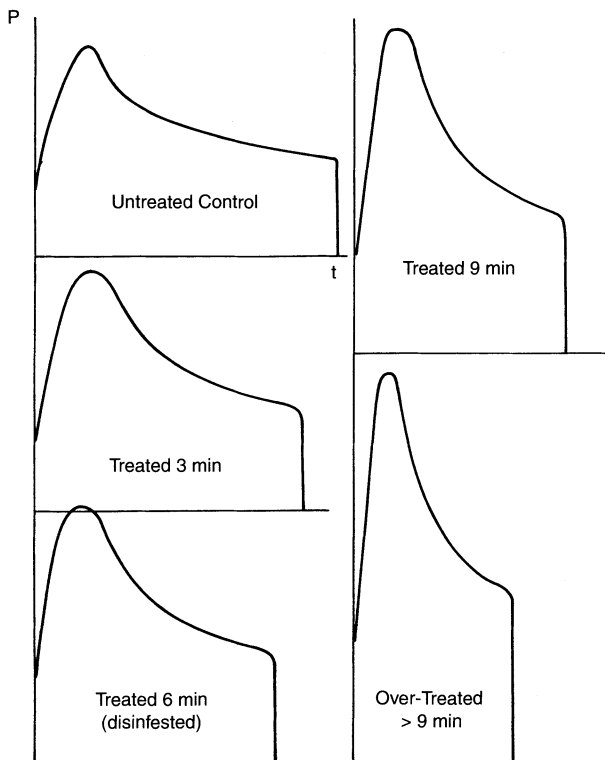 P
Untreated Control
t
Treated 3 min
Treated 6 min
(disinfested)
Treated 9 min
Over-Treated
> 9 min